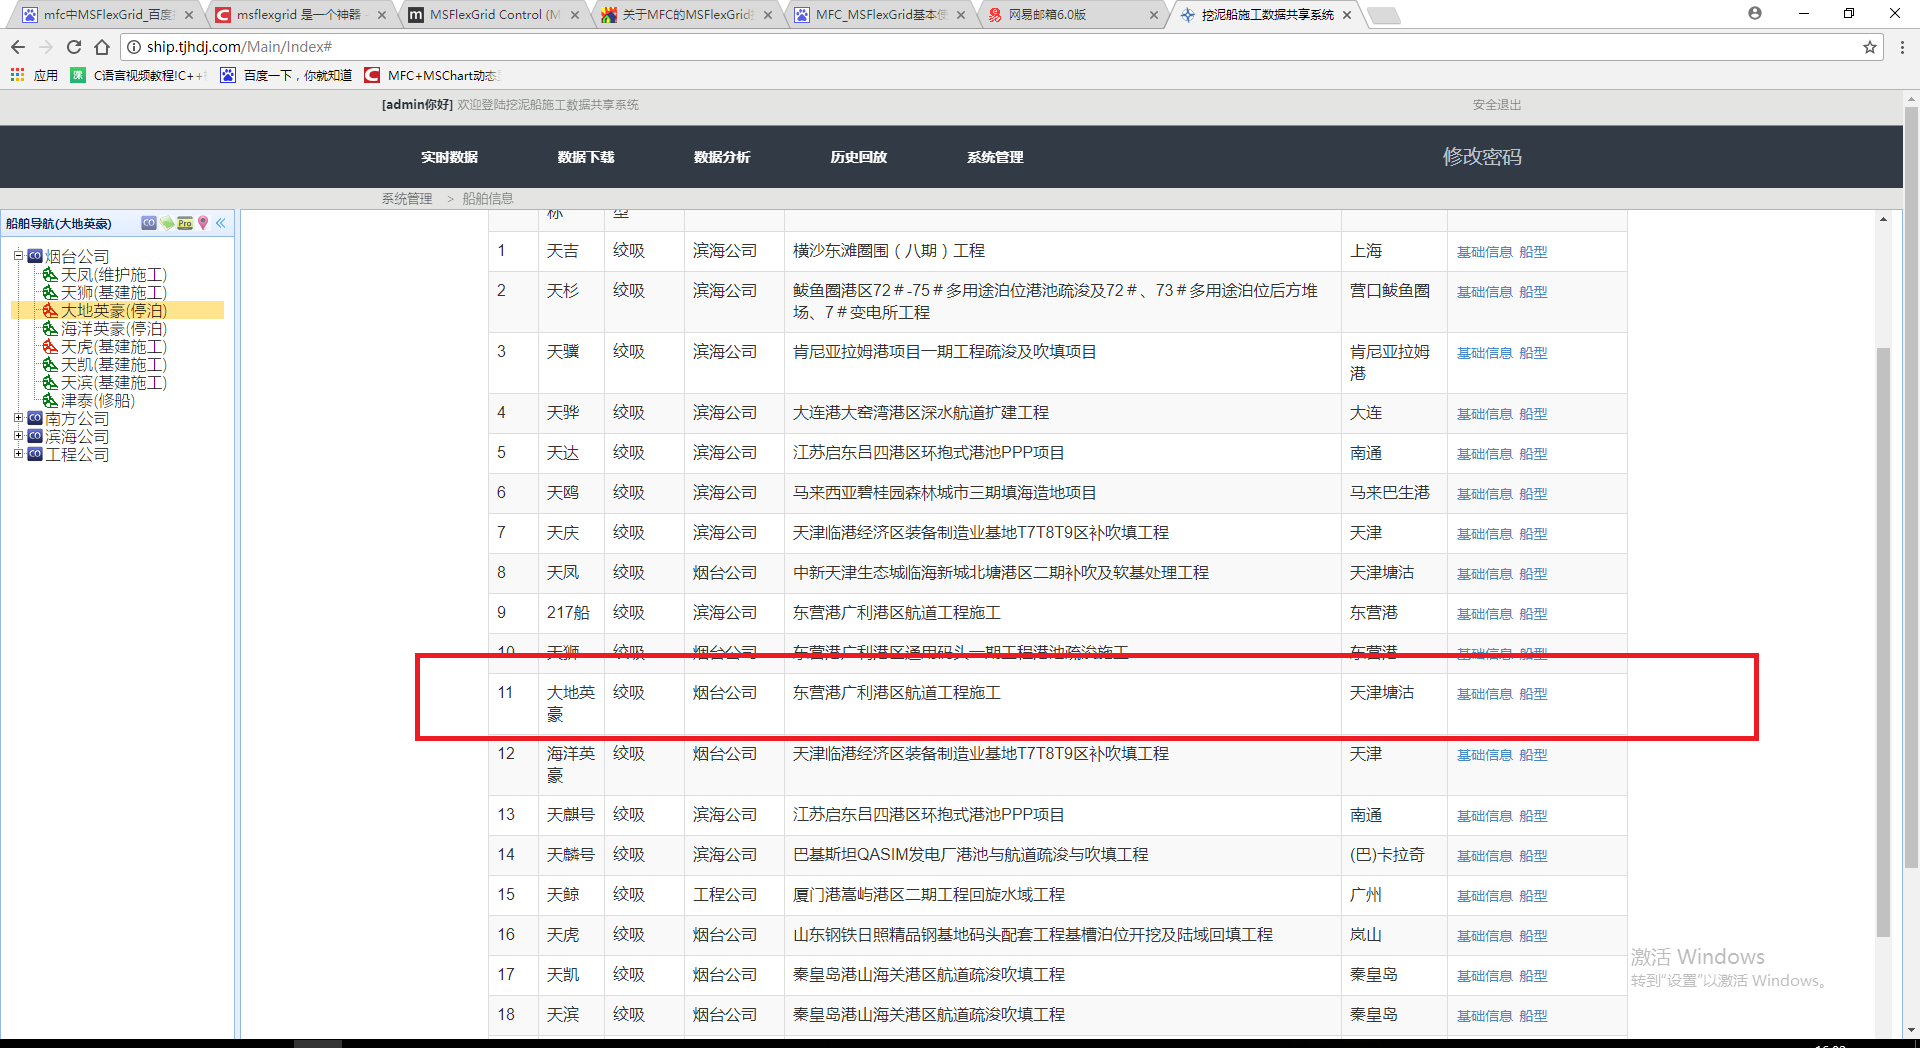 mfc中MSFlexGrid_百度
msflexgrid 是一个神器
MSFlexGrid Control (M
关于MFC的MSFlexGrid
MFC_MSFlexGrid基本使
网易邮箱6.0版
挖泥船施工数据共享系统
ship.tjhdj.com/Main/Index#
应用 C语言视频教程!C++ 百度一下，你就知道 MFC+MSChart动态
[admin你好] 欢迎登陆挖泥船施工数据共享系统 安全退出
实时数据 数据下载 数据分析 历史回放 系统管理 修改密码
系统管理 > 船舶信息
船舶导航(大地英豪) CO Pro
CO 烟台公司
天凤(维护施工)
天狮(基建施工)
大地英豪(停泊)
海洋英豪(停泊)
天虎(基建施工)
天凯(基建施工)
天滨(基建施工)
津泰(修船)
CO 南方公司
CO 滨海公司
CO 工程公司
称 型
1 天吉 绞吸 滨海公司 横沙东滩圈围（八期）工程 上海 基础信息 船型
2 天杉 绞吸 滨海公司 鲅鱼圈港区72＃-75＃多用途泊位港池疏浚及72＃、73＃多用途泊位后方堆 营口鲅鱼圈 基础信息 船型
场、7＃变电所工程
3 天骥 绞吸 滨海公司 肯尼亚拉姆港项目一期工程疏浚及吹填项目 肯尼亚拉姆 基础信息 船型
港
4 天骅 绞吸 滨海公司 大连港大窑湾港区深水航道扩建工程 大连 基础信息 船型
5 天达 绞吸 滨海公司 江苏启东吕四港区环抱式港池PPP项目 南通 基础信息 船型
6 天鸥 绞吸 滨海公司 马来西亚碧桂园森林城市三期填海造地项目 马来巴生港 基础信息 船型
7 天庆 绞吸 滨海公司 天津临港经济区装备制造业基地T7T8T9区补吹填工程 天津 基础信息 船型
8 天凤 绞吸 烟台公司 中新天津生态城临海新城北塘港区二期补吹及软基处理工程 天津塘沽 基础信息 船型
9 217船 绞吸 滨海公司 东营港广利港区航道工程施工 东营港 基础信息 船型
10 天狮 绞吸 烟台公司 东营港广利港区通用码头一期工程港池疏浚施工 东营港 基础信息 船型
11 大地英 绞吸 烟台公司 东营港广利港区航道工程施工 天津塘沽 基础信息 船型
豪
12 海洋英 绞吸 烟台公司 天津临港经济区装备制造业基地T7T8T9区补吹填工程 天津 基础信息 船型
豪
13 天麒号 绞吸 滨海公司 江苏启东吕四港区环抱式港池PPP项目 南通 基础信息 船型
14 天麟号 绞吸 滨海公司 巴基斯坦QASIM发电厂港池与航道疏浚与吹填工程 (巴)卡拉奇 基础信息 船型
15 天鲸 绞吸 工程公司 厦门港嵩屿港区二期工程回旋水域工程 广州 基础信息 船型
16 天虎 绞吸 烟台公司 山东钢铁日照精品钢基地码头配套工程基槽泊位开挖及陆域回填工程 岚山 基础信息 船型
17 天凯 绞吸 烟台公司 秦皇岛港山海关港区航道疏浚吹填工程 秦皇岛 基础信息 船型
18 天滨 绞吸 烟台公司 秦皇岛港山海关港区航道疏浚吹填工程 秦皇岛 基础信息 船型
激活 Windows
转到"设置"以激活 Windows。